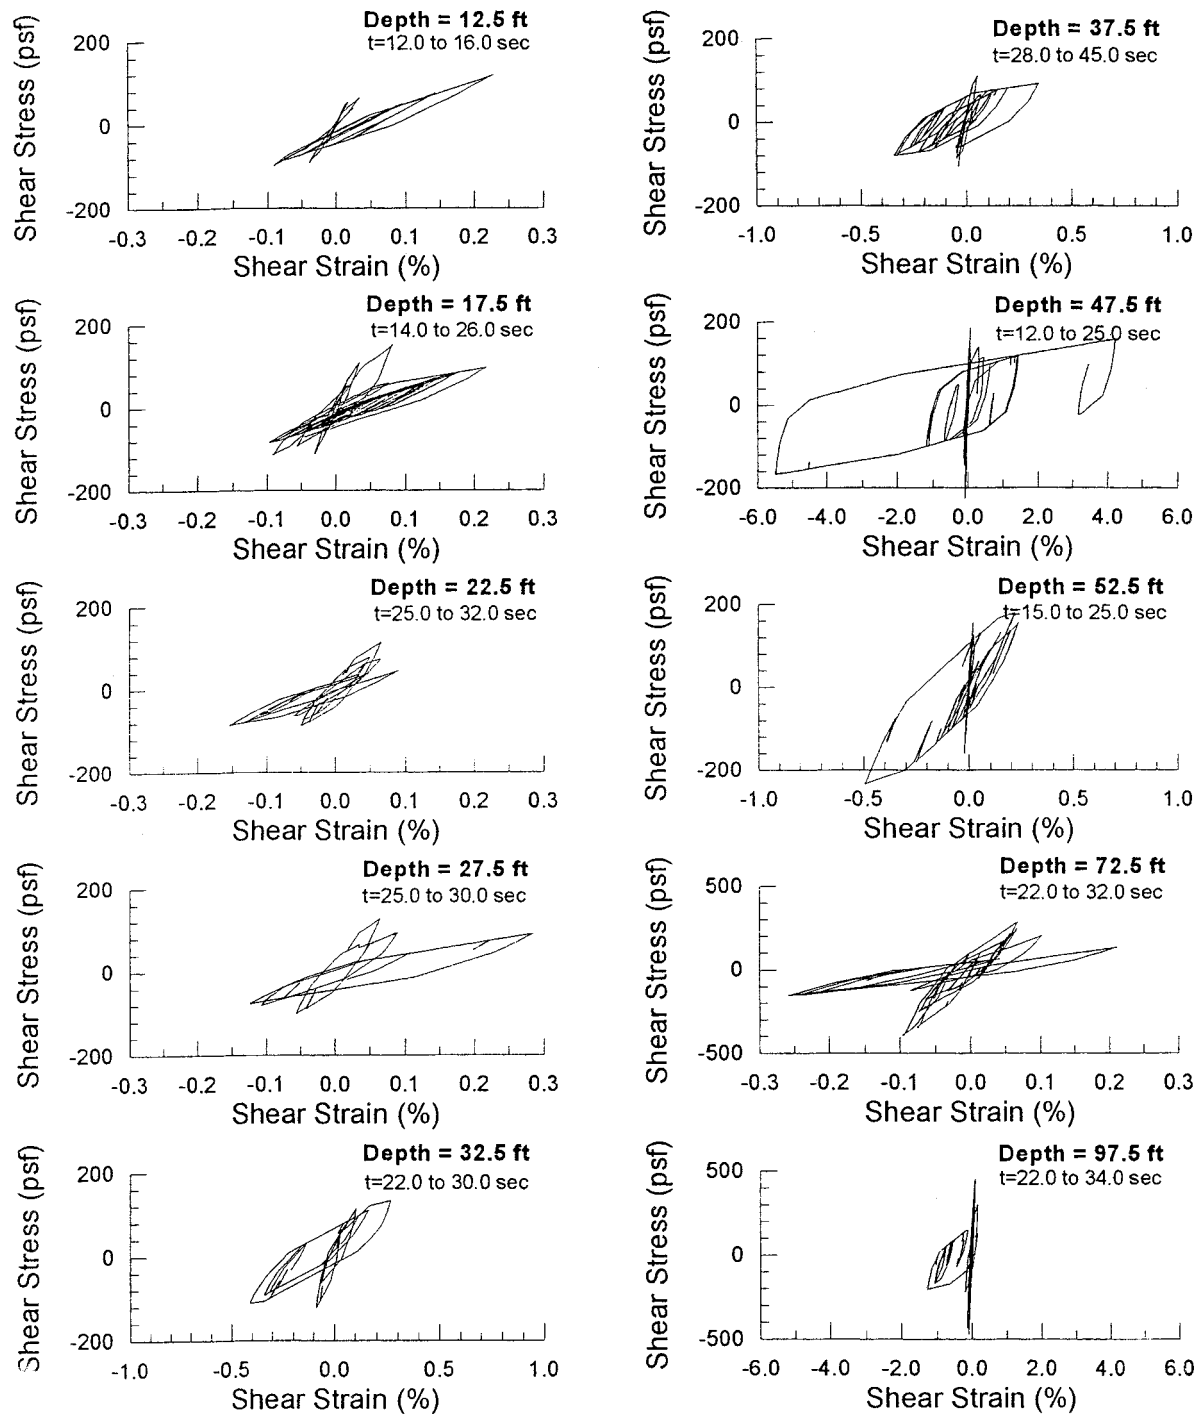 Depth = 12.5 ft
t=12.0 to 16.0 sec
Shear Stress (psf)
200
0
-200
-0.3 -0.2 -0.1 0.0 0.1 0.2 0.3
Shear Strain (%)
Depth = 17.5 ft
t=14.0 to 26.0 sec
Shear Stress (psf)
200
0
-200
-0.3 -0.2 -0.1 0.0 0.1 0.2 0.3
Shear Strain (%)
Depth = 22.5 ft
t=25.0 to 32.0 sec
Shear Stress (psf)
200
0
-200
-0.3 -0.2 -0.1 0.0 0.1 0.2 0.3
Shear Strain (%)
Depth = 27.5 ft
t=25.0 to 30.0 sec
Shear Stress (psf)
200
0
-200
-0.3 -0.2 -0.1 0.0 0.1 0.2 0.3
Shear Strain (%)
Depth = 32.5 ft
t=22.0 to 30.0 sec
Shear Stress (psf)
200
0
-200
-1.0 -0.5 0.0 0.5 1.0
Shear Strain (%)
Depth = 37.5 ft
t=28.0 to 45.0 sec
Shear Stress (psf)
200
0
-200
-1.0 -0.5 0.0 0.5 1.0
Shear Strain (%)
Depth = 47.5 ft
t=12.0 to 25.0 sec
Shear Stress (psf)
200
0
-200
-6.0 -4.0 -2.0 0.0 2.0 4.0 6.0
Shear Strain (%)
Depth = 52.5 ft
t=15.0 to 25.0 sec
Shear Stress (psf)
200
0
-200
-1.0 -0.5 0.0 0.5 1.0
Shear Strain (%)
Depth = 72.5 ft
t=22.0 to 32.0 sec
Shear Stress (psf)
500
0
-500
-0.3 -0.2 -0.1 0.0 0.1 0.2 0.3
Shear Strain (%)
Depth = 97.5 ft
t=22.0 to 34.0 sec
Shear Stress (psf)
500
0
-500
-6.0 -4.0 -2.0 0.0 2.0 4.0 6.0
Shear Strain (%)